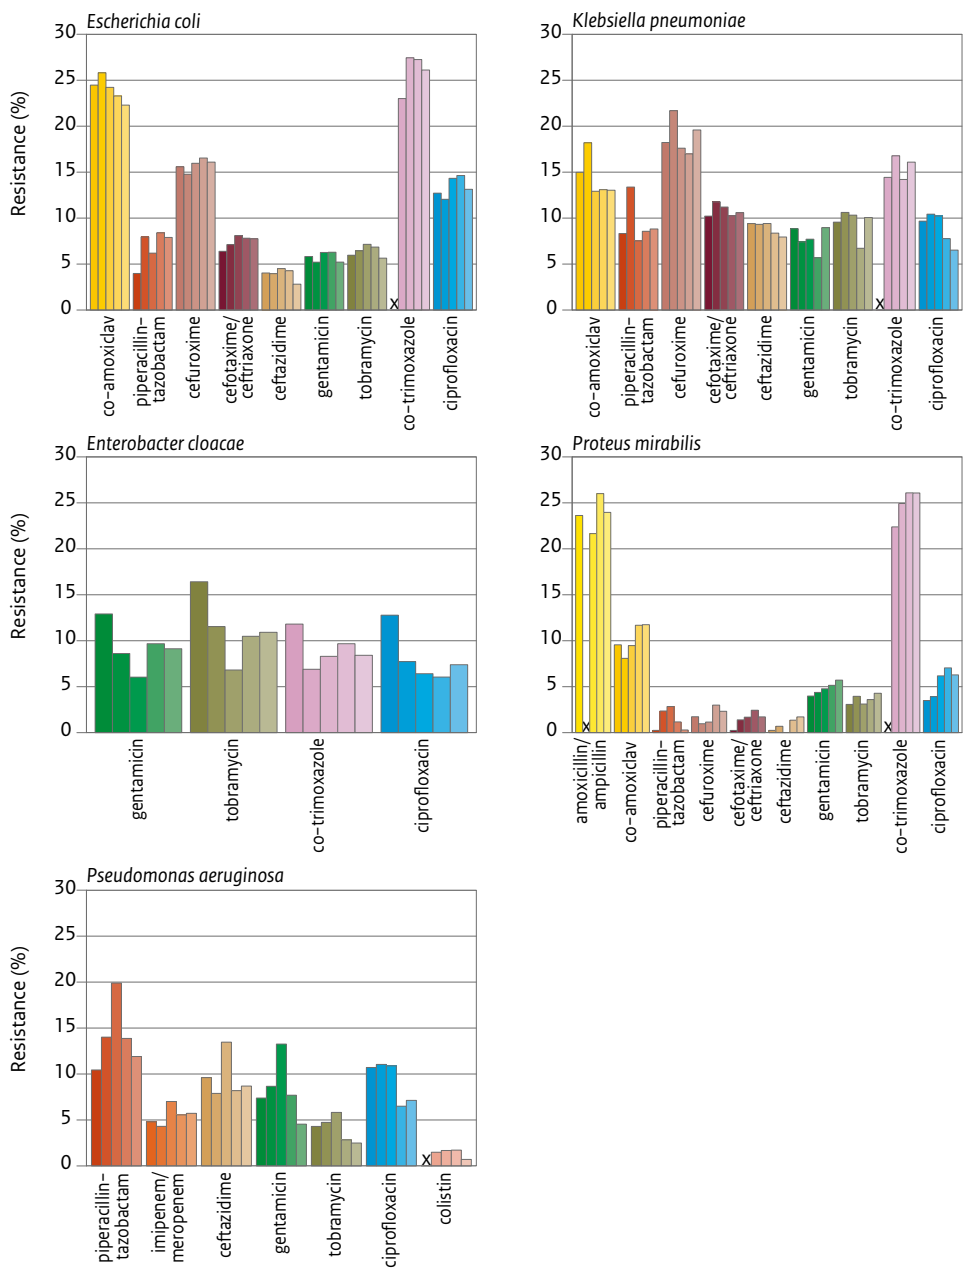 Escherichia coli
Resistance (%)
30
25
20
15
10
5
0
x
co-amoxiclav
piperacillin-
tazobactam
cefuroxime
cefotaxime/
ceftriaxone
ceftazidime
gentamicin
tobramycin
co-trimoxazole
ciprofloxacin
Klebsiella pneumoniae
30
25
20
15
10
5
0
x
co-amoxiclav
piperacillin-
tazobactam
cefuroxime
cefotaxime/
ceftriaxone
ceftazidime
gentamicin
tobramycin
co-trimoxazole
ciprofloxacin
Enterobacter cloacae
Resistance (%)
30
25
20
15
10
5
0
gentamicin
tobramycin
co-trimoxazole
ciprofloxacin
Proteus mirabilis
30
25
20
15
10
5
0
x
x
amoxicillin/
ampicillin
co-amoxiclav
piperacillin-
tazobactam
cefuroxime
cefotaxime/
ceftriaxone
ceftazidime
gentamicin
tobramycin
co-trimoxazole
ciprofloxacin
Pseudomonas aeruginosa
Resistance (%)
30
25
20
15
10
5
0
x
piperacillin-
tazobactam
imipenem/
meropenem
ceftazidime
gentamicin
tobramycin
ciprofloxacin
colistin